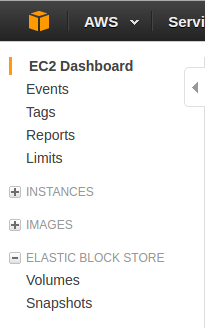 AWS Servi
EC2 Dashboard
Events
Tags
Reports
Limits
INSTANCES
IMAGES
ELASTIC BLOCK STORE
Volumes
Snapshots